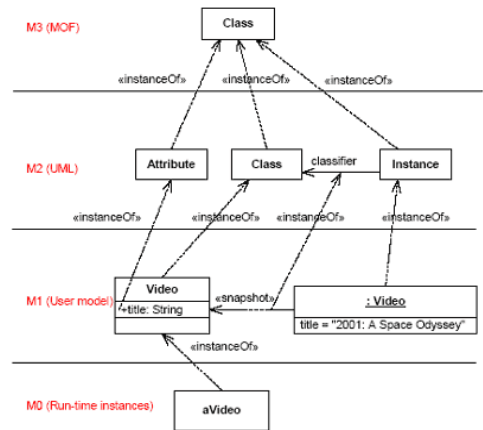 M3 (MOF)
Class
«instanceOf»
«instanceOf»
«instanceOf»
M2 (UML)
Attribute
Class
classifier
Instance
«instanceOf»
«instanceOf»
«instanceOf»
«instanceOf»
M1 (User model)
Video
+title: String
«snapshot»
: Video
title = "2001: A Space Odyssey"
«instanceOf»
M0 (Run-time instances)
aVideo